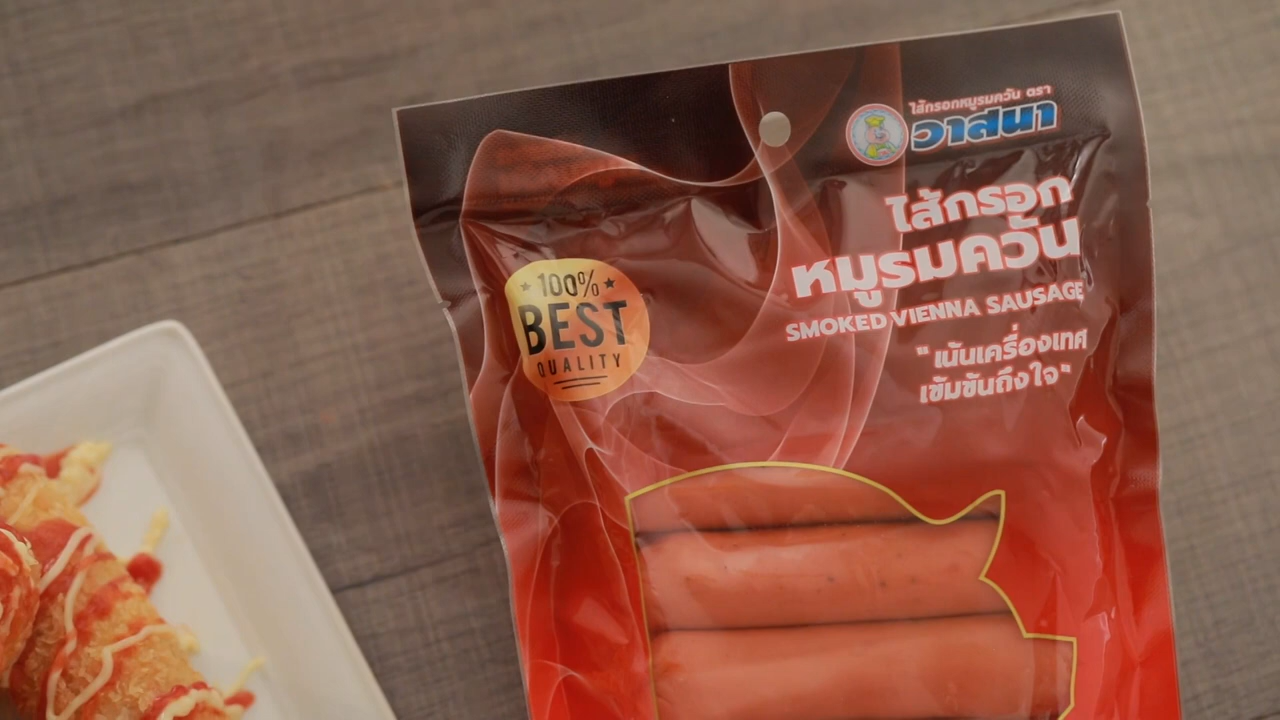 ไส้กรอกหมูรมควัน ตรา
วาสนา
ไส้กรอก
หมูรมควัน
SMOKED VIENNA SAUSAGE
"เน้นเครื่องเทศ
เข้มข้นถึงใจ"
100%
BEST
QUALITY